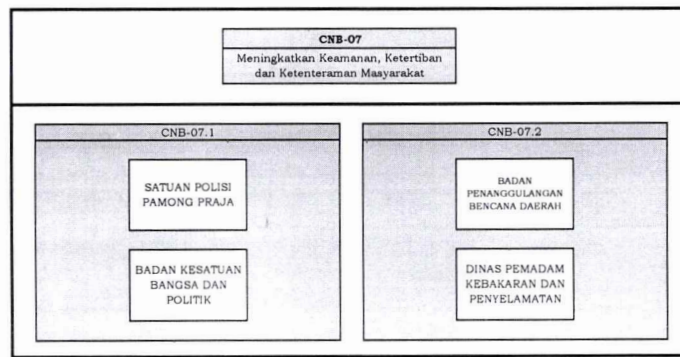 CNB-07
Meningkatkan Keamanan, Ketertiban
dan Ketenteraman Masyarakat
CNB-07.1
SATUAN POLISI
PAMONG PRAJA
BADAN KESATUAN
BANGSA DAN
POLITIK
CNB-07.2
BADAN
PENANGGULANGAN
BENCANA DAERAH
DINAS PEMADAM
KEBAKARAN DAN
PENYELAMATAN